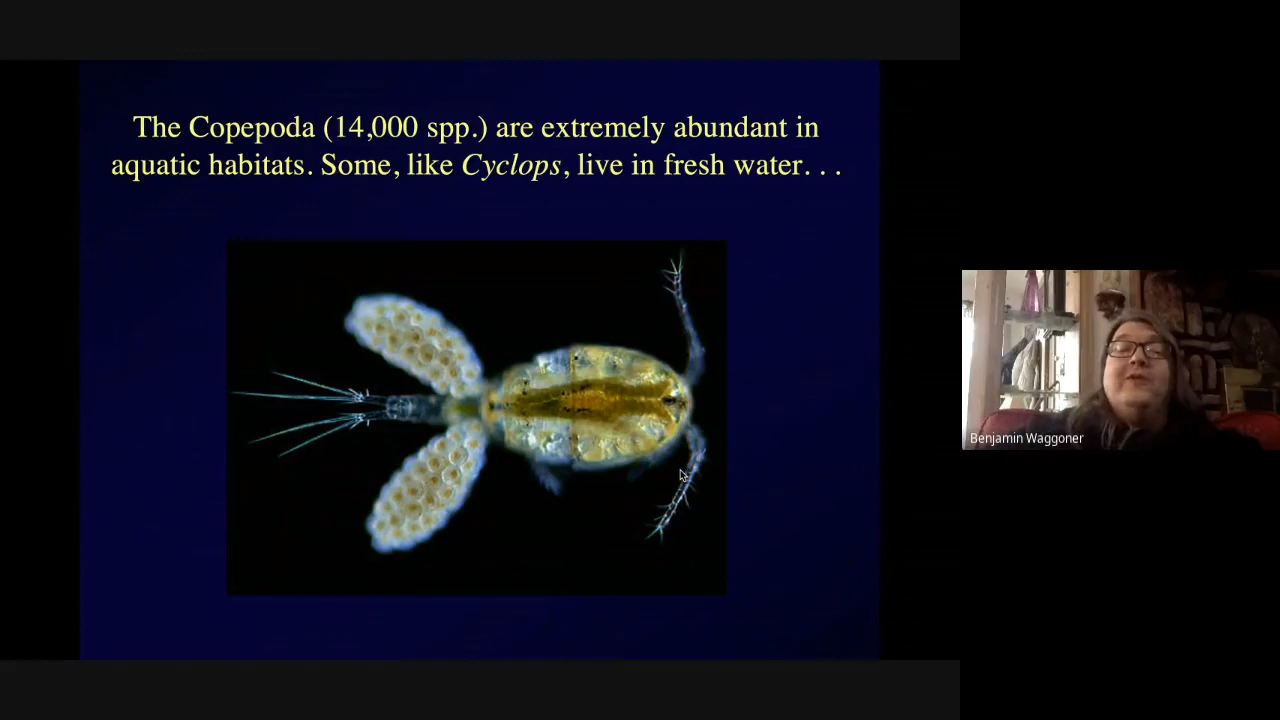 The Copepoda (14,000 spp.) are extremely abundant in
aquatic habitats. Some, like Cyclops, live in fresh water. . .
Benjamin Waggoner